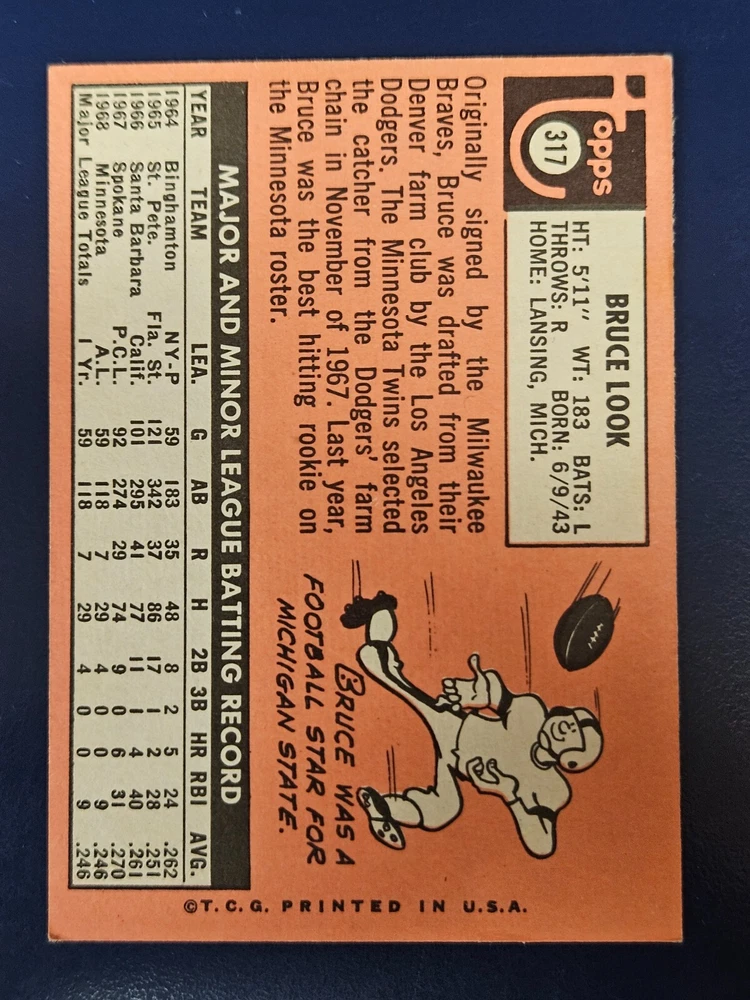 Topps
317
BRUCE LOOK
HT: 5'11" WT: 183 BATS: L
THROWS: R BORN: 6/9/43
HOME: LANSING, MICH.
Originally signed by the Milwaukee
Braves, Bruce was drafted from their
Denver farm club by the Los Angeles
Dodgers. The Minnesota Twins selected
the catcher from the Dodgers' farm
chain in November of 1967. Last year,
Bruce was the best hitting rookie on
the Minnesota roster.
BRUCE WAS A
FOOTBALL STAR FOR
MICHIGAN STATE.
MAJOR AND MINOR LEAGUE BATTING RECORD
YEAR TEAM LEA. G AB R H 2B 3B HR RBI AVG.
1964 Binghamton NY-P 59 183 35 48 8 2 5 24 .262
1965 St. Pete. Fla. St. 121 342 37 86 17 1 2 28 .251
1966 Santa Barbara Calif. 101 295 41 77 11 1 4 40 .261
1967 Spokane P.C.L. 92 274 29 74 9 0 6 31 .270
1968 Minnesota A.L. 59 118 7 29 4 0 0 9 .246
Major League Totals 1 Yr. 59 118 7 29 4 0 0 9 .246
©T.C.G. PRINTED IN U.S.A.